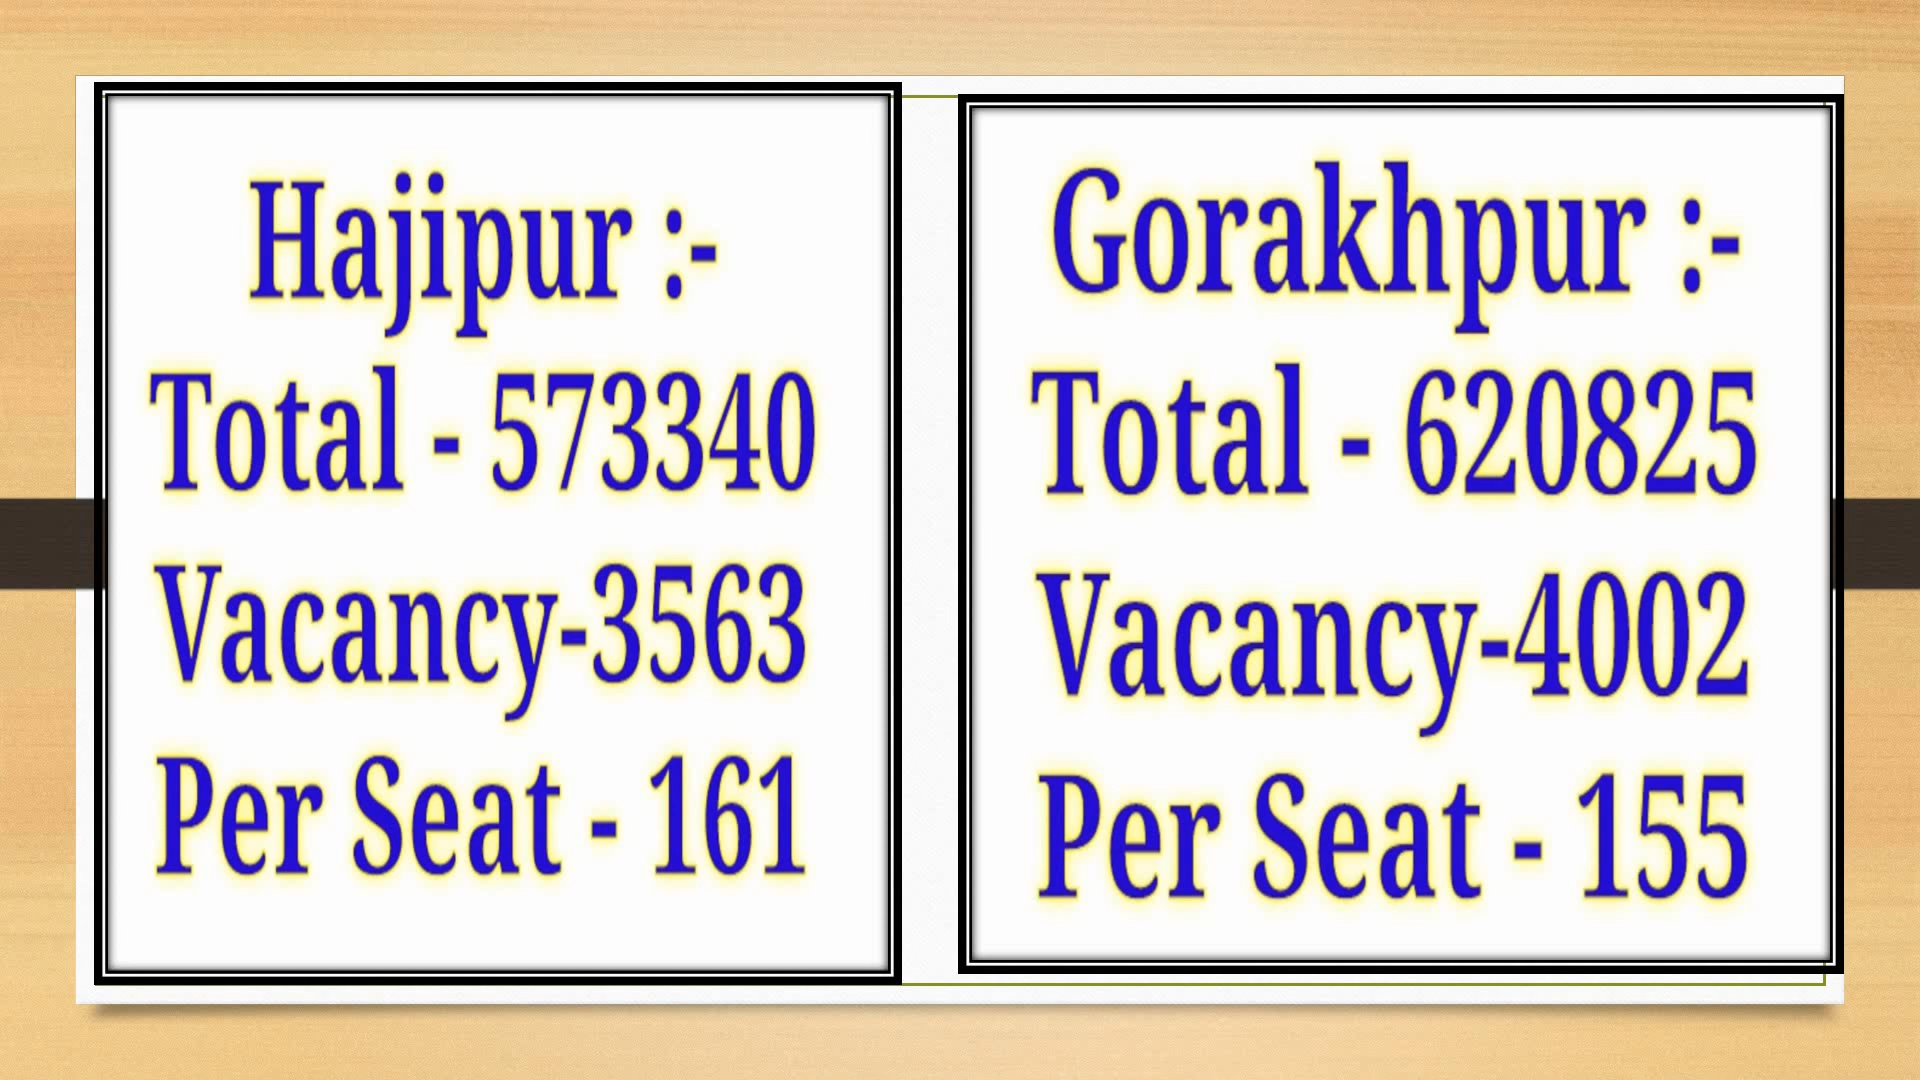 Hajipur :-
Total - 573340
Vacancy-3563
Per Seat - 161
Gorakhpur :-
Total - 620825
Vacancy-4002
Per Seat - 155